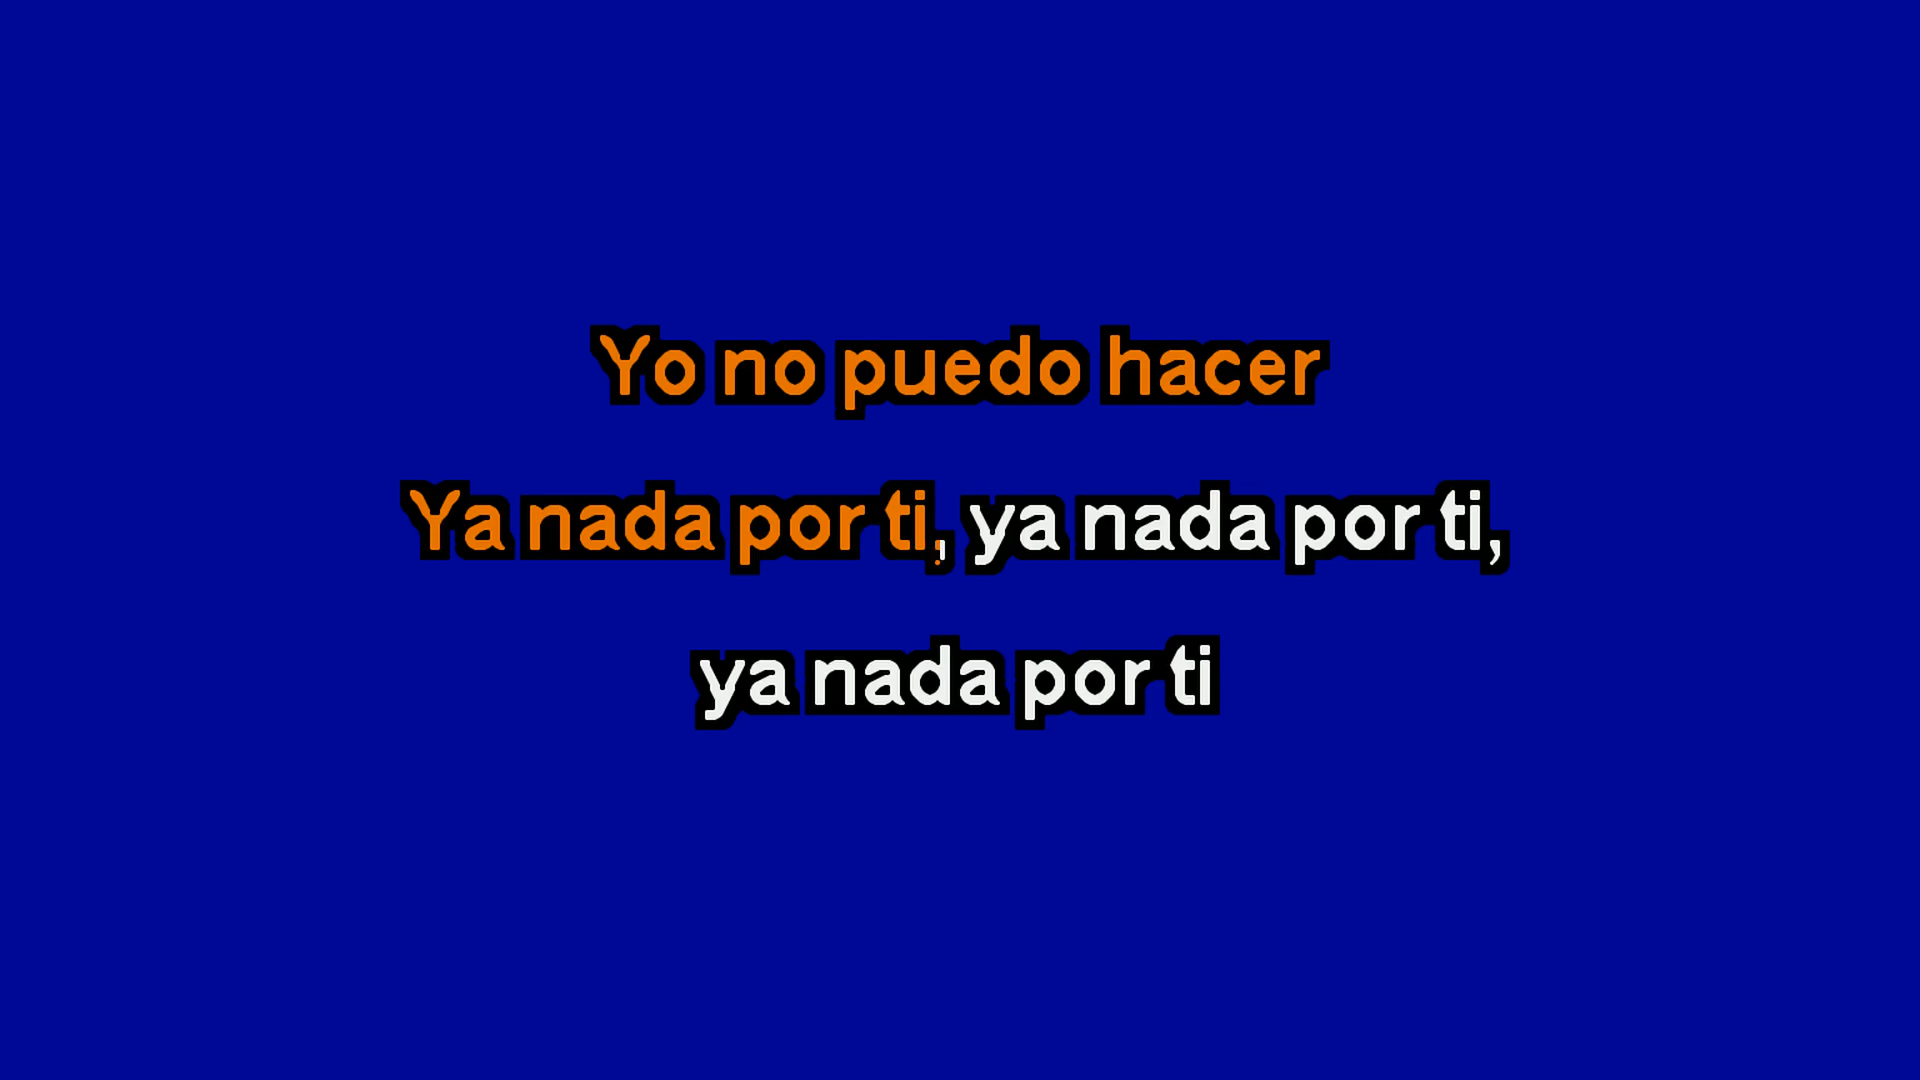 Yo no puedo hacer
Ya nada por ti, ya nada por ti,
ya nada por ti